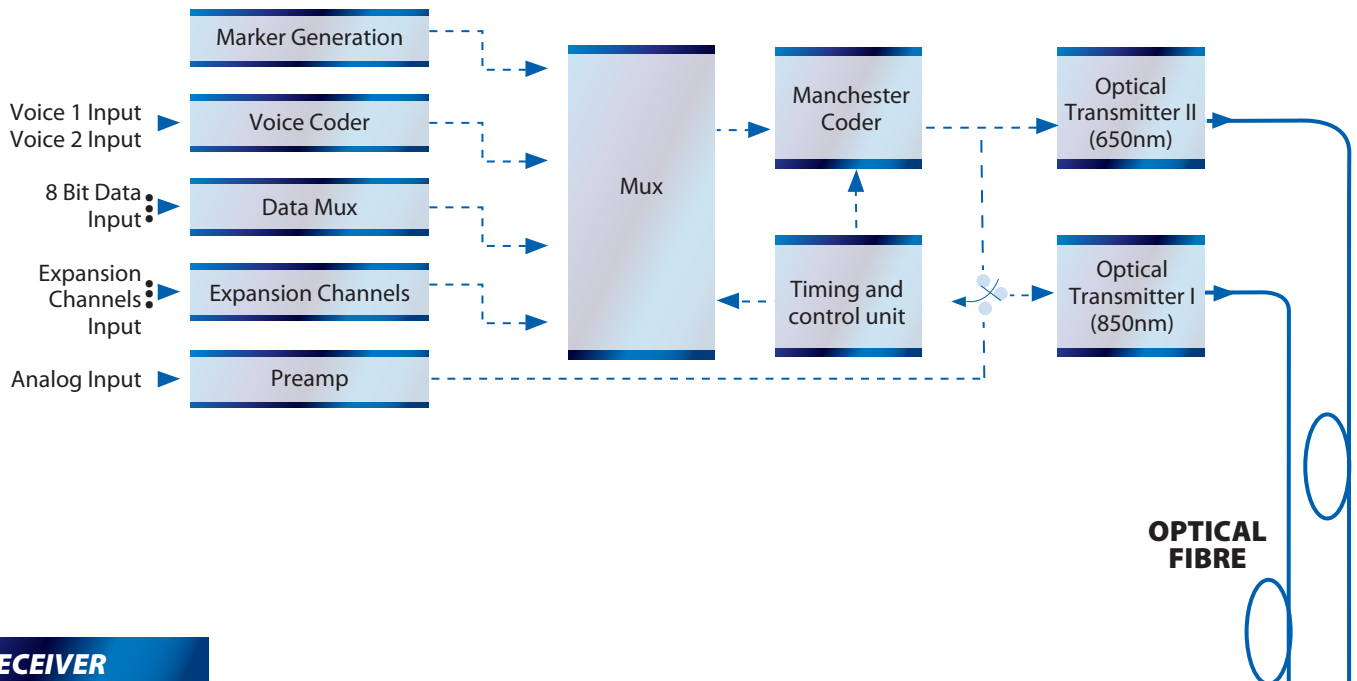 Marker Generation
Voice 1 Input
Voice 2 Input
Voice Coder
8 Bit Data
Input
Data Mux
Expansion
Channels
Input
Expansion Channels
Analog Input
Preamp
Mux
Manchester
Coder
Timing and
control unit
Optical
Transmitter II
(650nm)
Optical
Transmitter I
(850nm)
OPTICAL
FIBRE
ECEIVER